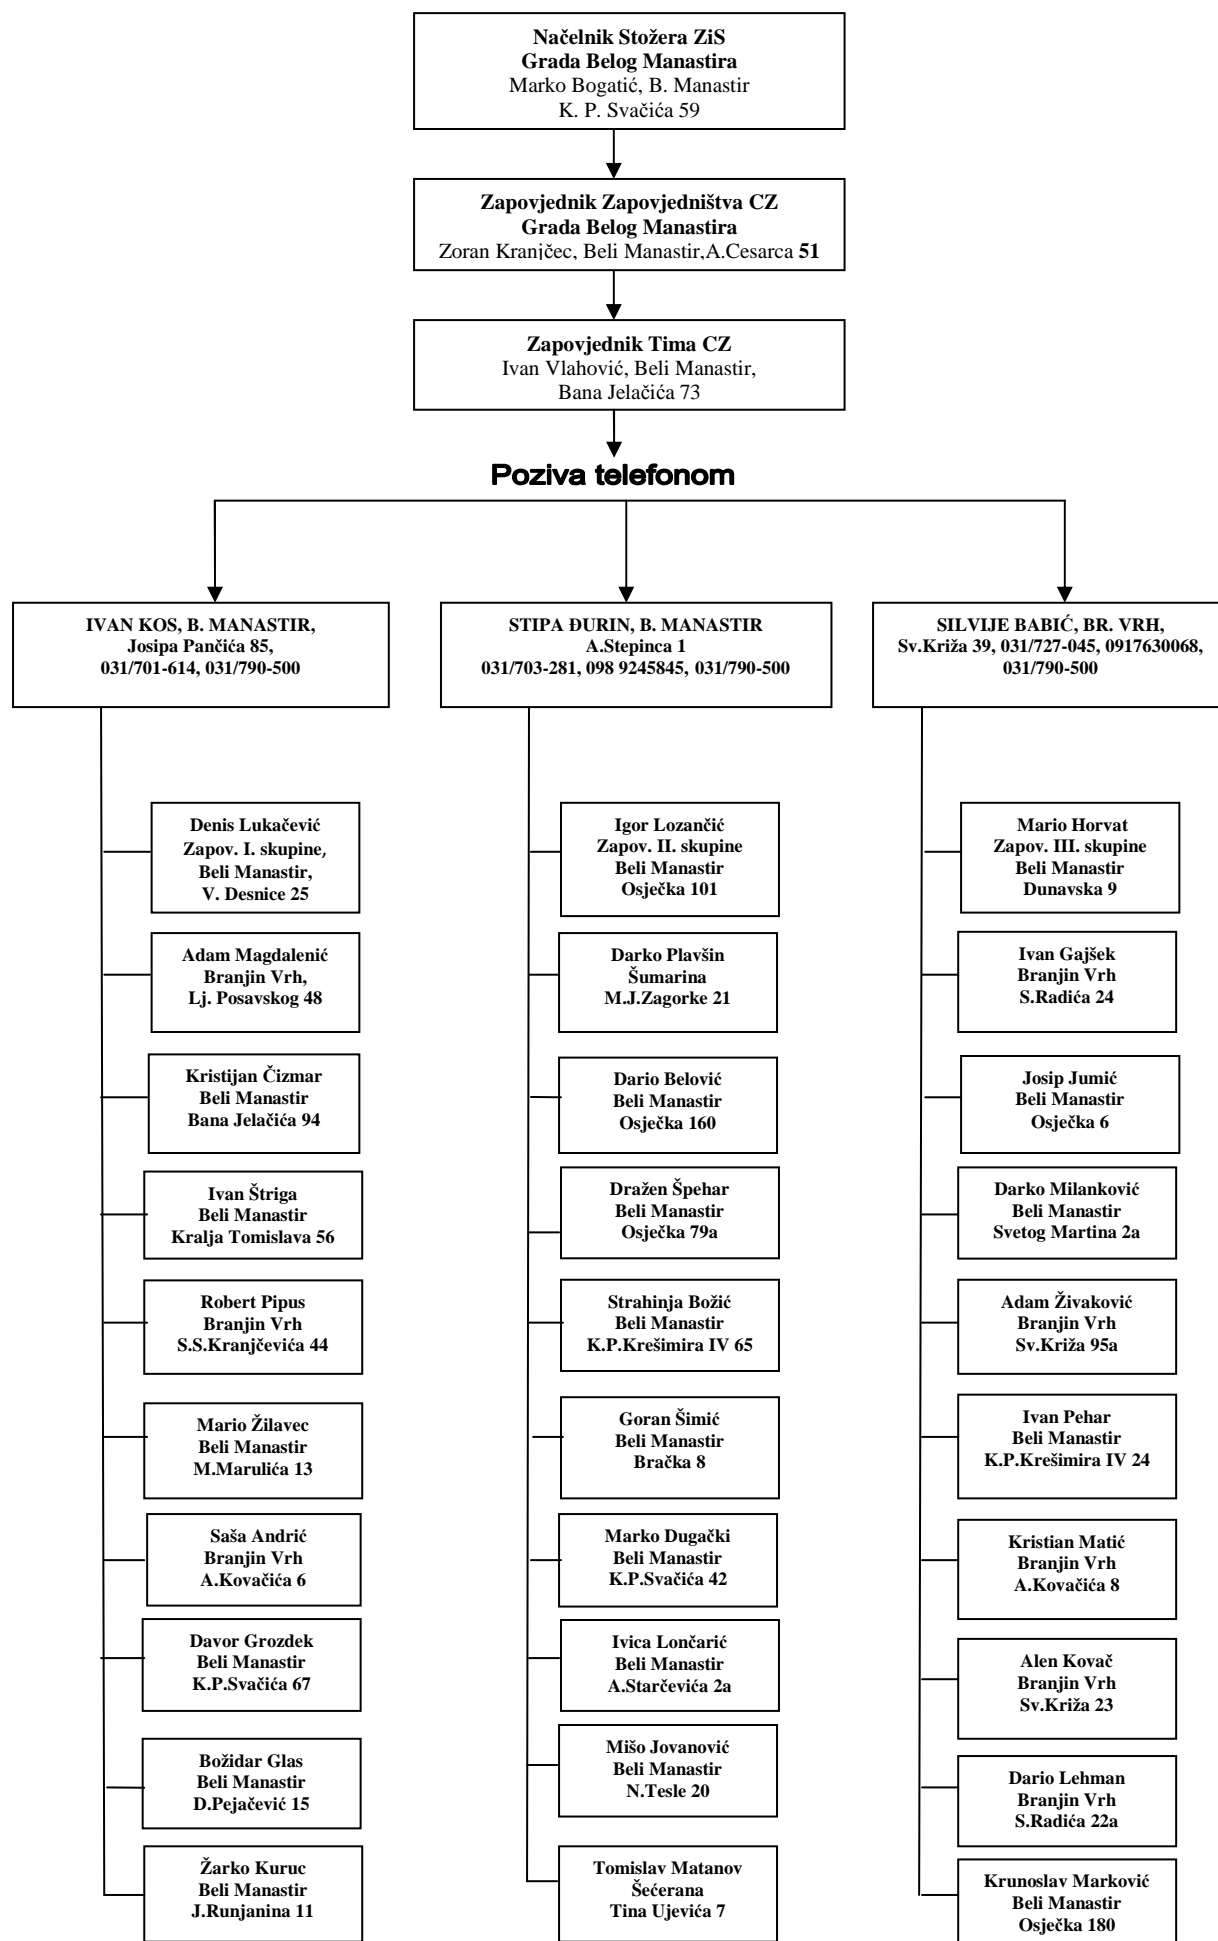 Načelnik Stožera ZiS
Grada Belog Manastira
Marko Bogatić, B. Manastir
K. P. Svačića 59
Zapovjednik Zapovjedništva CZ
Grada Belog Manastira
Zoran Kranjčec, Beli Manastir,A.Cesarca 51
Zapovjednik Tima CZ
Ivan Vlahović, Beli Manastir,
Bana Jelačića 73
Poziva telefonom
IVAN KOS, B. MANASTIR,
Josipa Pančića 85,
031/701-614, 031/790-500
Denis Lukačević
Zapov. I. skupine,
Beli Manastir,
V. Desnice 25
Adam Magdalenić
Branjin Vrh,
Lj. Posavskog 48
Kristijan Čizmar
Beli Manastir
Bana Jelačića 94
Ivan Štriga
Beli Manastir
Kralja Tomislava 56
Robert Pipus
Branjin Vrh
S.S.Kranjčevića 44
Mario Žilavec
Beli Manastir
M.Marulića 13
Saša Andrić
Branjin Vrh
A.Kovačića 6
Davor Grozdek
Beli Manastir
K.P.Svačića 67
Božidar Glas
Beli Manastir
D.Pejačević 15
Žarko Kuruc
Beli Manastir
J.Runjanina 11
STIPA ĐURIN, B. MANASTIR
A.Stepinca 1
031/703-281, 098 9245845, 031/790-500
Igor Lozančić
Zapov. II. skupine
Beli Manastir
Osječka 101
Darko Plavšin
Šumarina
M.J.Zagorke 21
Dario Belović
Beli Manastir
Osječka 160
Dražen Špehar
Beli Manastir
Osječka 79a
Strahinja Božić
Beli Manastir
K.P.Krešimira IV 65
Goran Šimić
Beli Manastir
Bračka 8
Marko Dugački
Beli Manastir
K.P.Svačića 42
Ivica Lončarić
Beli Manastir
A.Starčevića 2a
Mišo Jovanović
Beli Manastir
N.Tesle 20
Tomislav Matanov
Šećerana
Tina Ujevića 7
SILVIJE BABIĆ, BR. VRH,
Sv.Križa 39, 031/727-045, 0917630068,
031/790-500
Mario Horvat
Zapov. III. skupine
Beli Manastir
Dunavska 9
Ivan Gajšek
Branjin Vrh
S.Radića 24
Josip Jumić
Beli Manastir
Osječka 6
Darko Milanković
Beli Manastir
Svetog Martina 2a
Adam Živaković
Branjin Vrh
Sv.Križa 95a
Ivan Pehar
Beli Manastir
K.P.Krešimira IV 24
Kristian Matić
Branjin Vrh
A.Kovačića 8
Alen Kovač
Branjin Vrh
Sv.Križa 23
Dario Lehman
Branjin Vrh
S.Radića 22a
Krunoslav Marković
Beli Manastir
Osječka 180